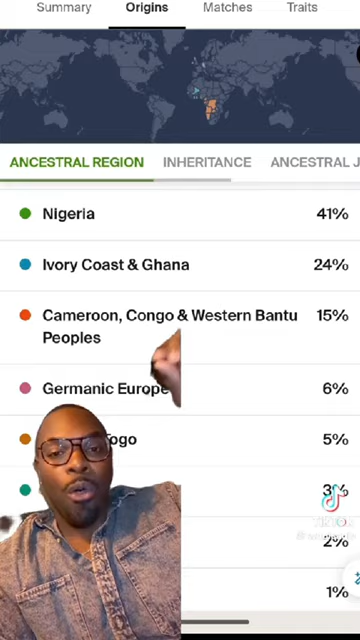 Summary Origins Matches Traits
ANCESTRAL REGION INHERITANCE ANCESTRAL J
Nigeria 41%
Ivory Coast & Ghana 24%
Cameroon, Congo & Western Bantu 15%
Peoples
Germanic Europe 6%
ogo 5%
3%
TikTok
2%
1%